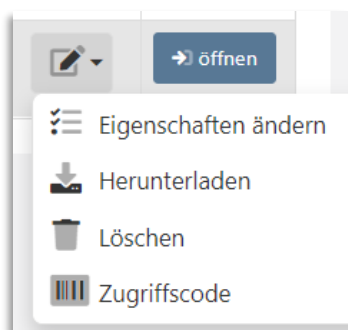 öffnen
Eigenschaften ändern
Herunterladen
Löschen
Zugriffscode